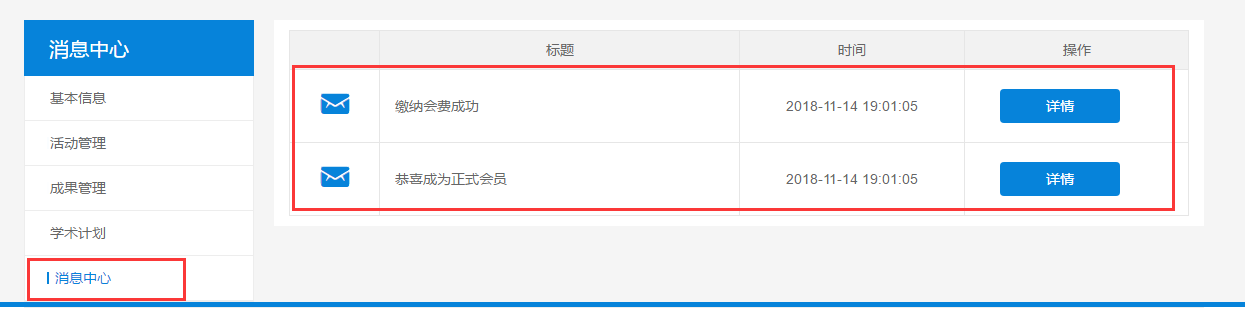 消息中心
基本信息
活动管理
成果管理
学术计划
消息中心
标题 时间 操作
缴纳会费成功 2018-11-14 19:01:05 详情
恭喜成为正式会员 2018-11-14 19:01:05 详情